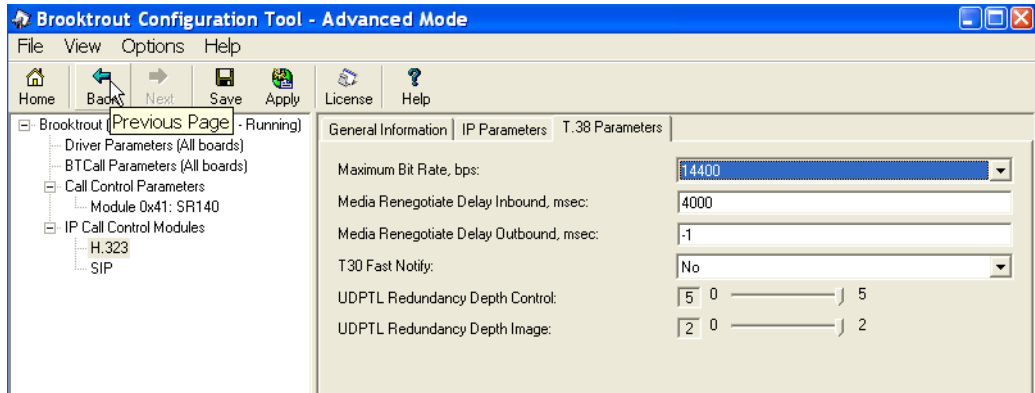 Brooktrout Configuration Tool - Advanced Mode
File View Options Help
Home Back Next Save Apply License Help
Previous Page
Brooktrout ( - Running)
Driver Parameters (All boards)
BTCall Parameters (All boards)
Call Control Parameters
Module 0x41: SR140
IP Call Control Modules
H.323
SIP
General Information IP Parameters T.38 Parameters
Maximum Bit Rate, bps: 14400
Media Renegotiate Delay Inbound, msec: 4000
Media Renegotiate Delay Outbound, msec: -1
T30 Fast Notify: No
UDPTL Redundancy Depth Control: 5 0 5
UDPTL Redundancy Depth Image: 2 0 2